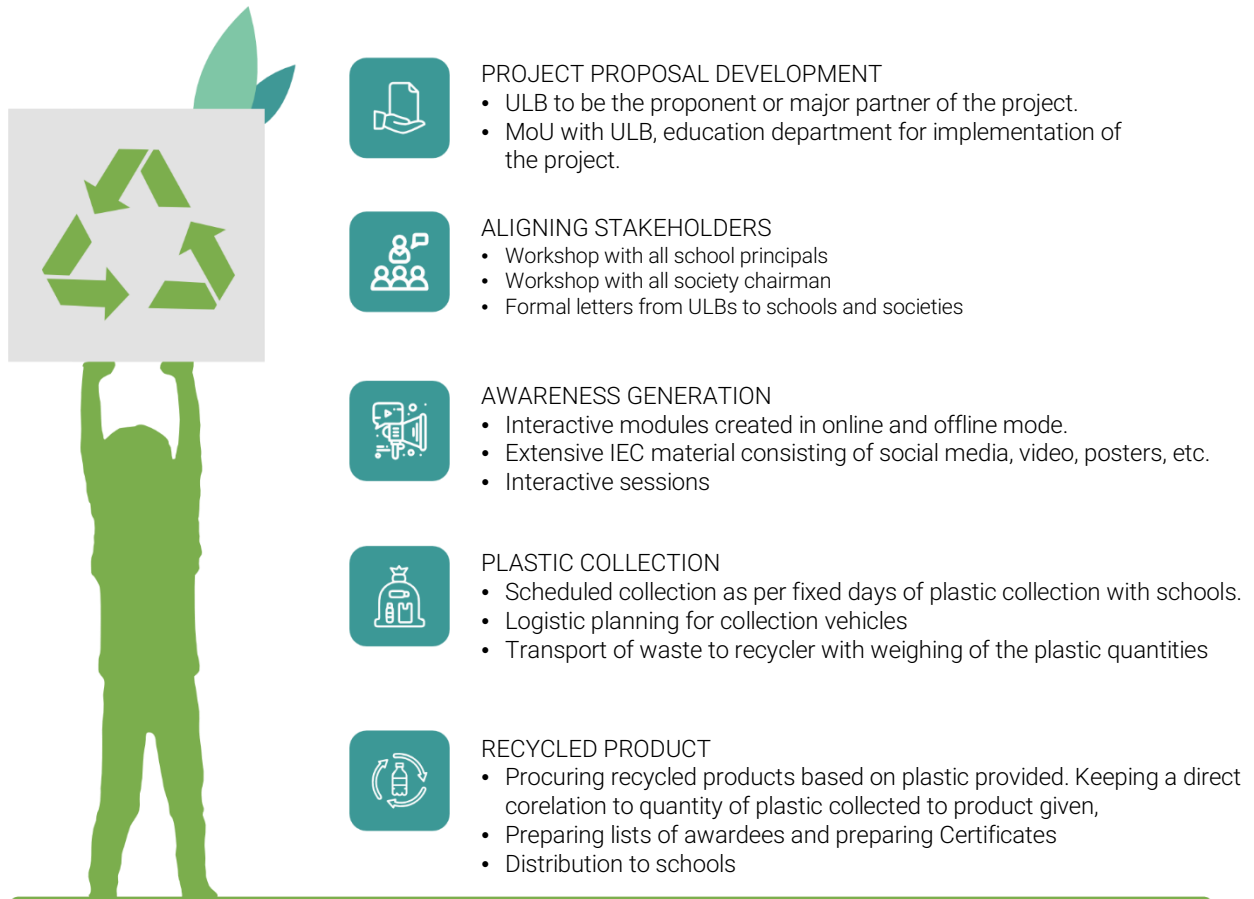 PROJECT PROPOSAL DEVELOPMENT
• ULB to be the proponent or major partner of the project.
• MoU with ULB, education department for implementation of
the project.
ALIGNING STAKEHOLDERS
• Workshop with all school principals
• Workshop with all society chairman
• Formal letters from ULBs to schools and societies
AWARENESS GENERATION
• Interactive modules created in online and offline mode.
• Extensive IEC material consisting of social media, video, posters, etc.
• Interactive sessions
PLASTIC COLLECTION
• Scheduled collection as per fixed days of plastic collection with schools.
• Logistic planning for collection vehicles
• Transport of waste to recycler with weighing of the plastic quantities
RECYCLED PRODUCT
• Procuring recycled products based on plastic provided. Keeping a direct
corelation to quantity of plastic collected to product given,
• Preparing lists of awardees and preparing Certificates
• Distribution to schools